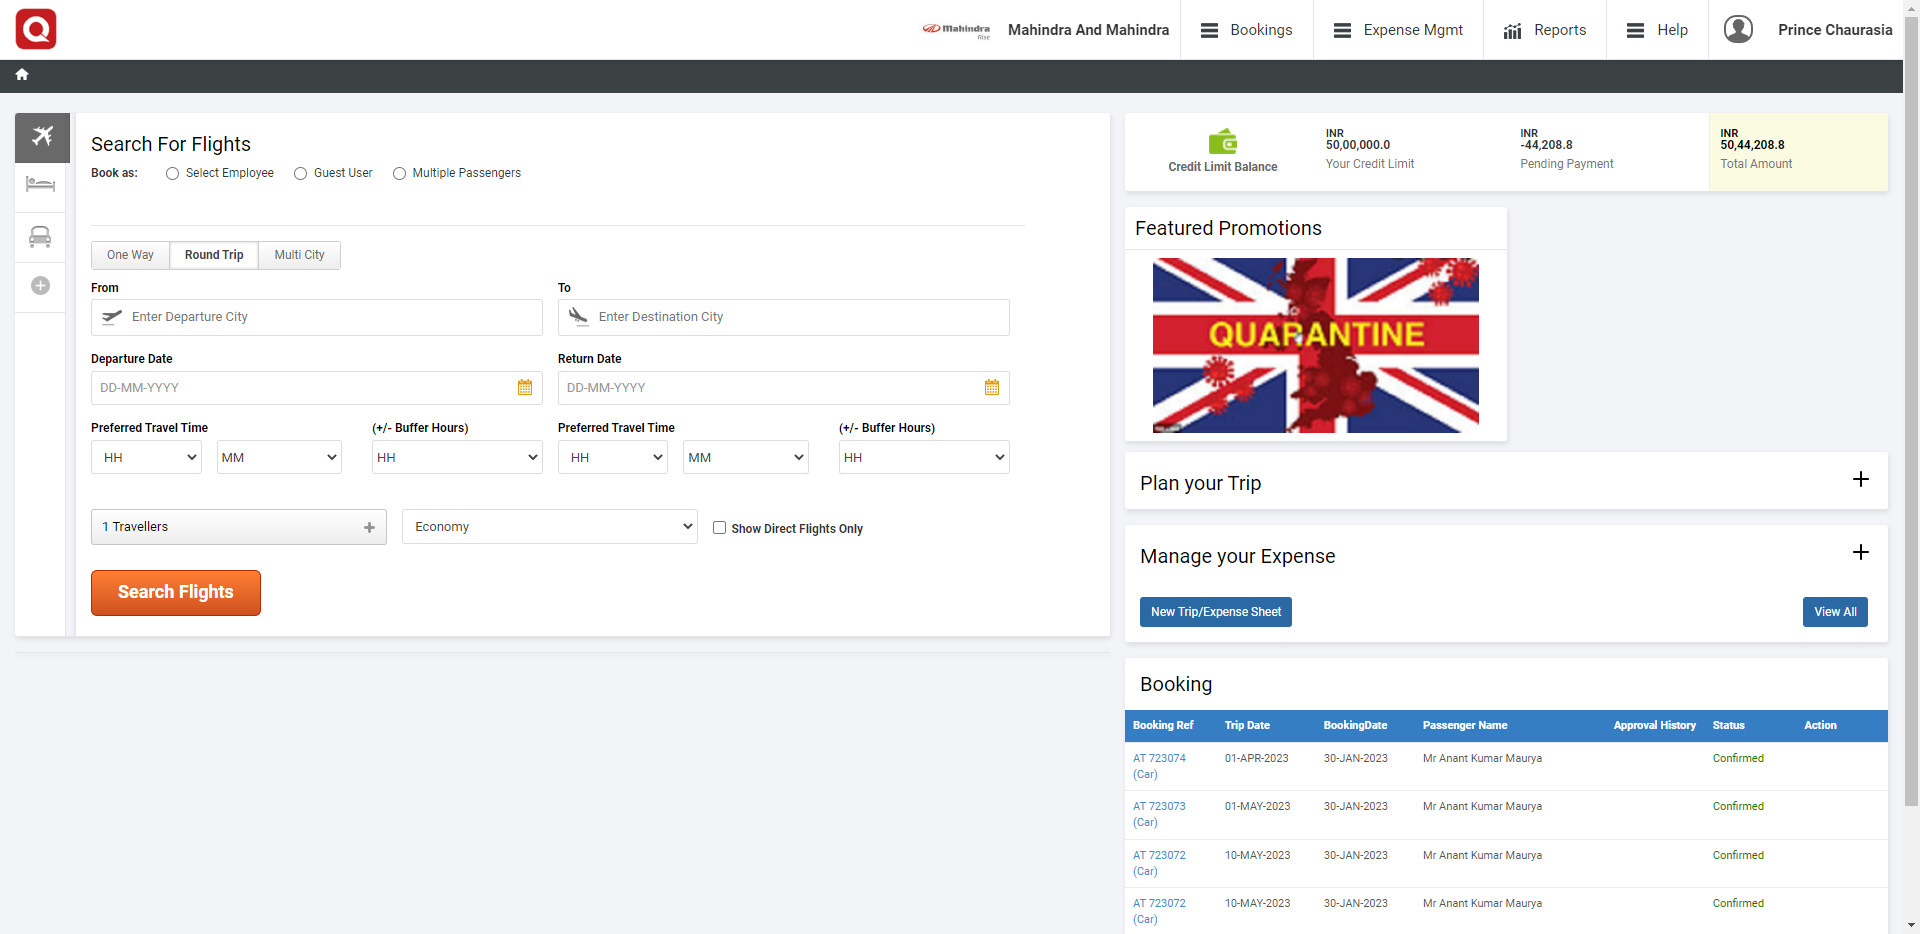 Q
Mahindra
Rise
Mahindra And Mahindra
Bookings
Expense Mgmt
Reports
Help
Prince Chaurasia
Search For Flights
Book as: Select Employee Guest User Multiple Passengers
One Way Round Trip Multi City
From To
Enter Departure City Enter Destination City
Departure Date Return Date
DD-MM-YYYY DD-MM-YYYY
Preferred Travel Time (+/- Buffer Hours) Preferred Travel Time (+/- Buffer Hours)
HH MM HH HH MM HH
1 Travellers Economy Show Direct Flights Only
Search Flights
Credit Limit Balance
INR
50,00,000.0
Your Credit Limit
INR
-44,208.8
Pending Payment
INR
50,44,208.8
Total Amount
Featured Promotions
QUARANTINE
Plan your Trip
Manage your Expense
New Trip/Expense Sheet View All
Booking
Booking Ref Trip Date BookingDate Passenger Name Approval History Status Action
AT 723074 01-APR-2023 30-JAN-2023 Mr Anant Kumar Maurya Confirmed
(Car)
AT 723073 01-MAY-2023 30-JAN-2023 Mr Anant Kumar Maurya Confirmed
(Car)
AT 723072 10-MAY-2023 30-JAN-2023 Mr Anant Kumar Maurya Confirmed
(Car)
AT 723072 10-MAY-2023 30-JAN-2023 Mr Anant Kumar Maurya Confirmed
(Car)